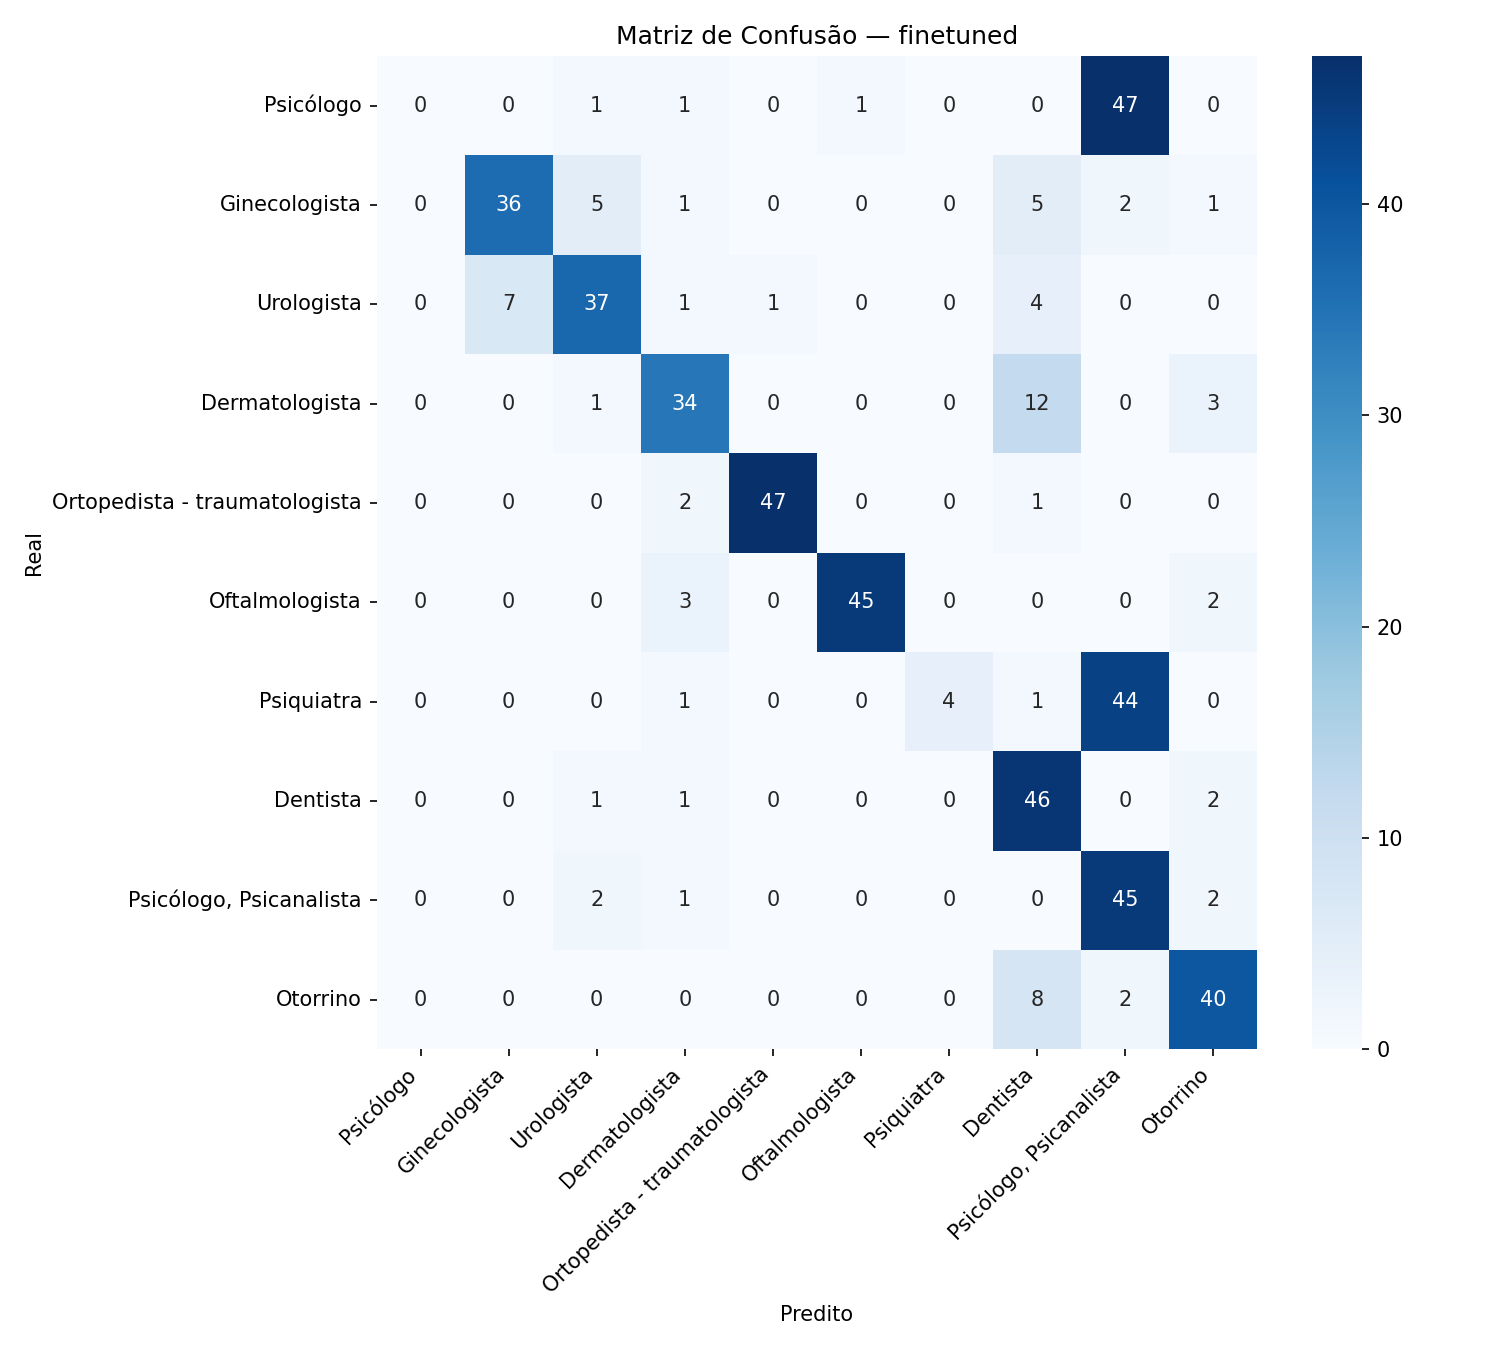 Matriz de Confusão — finetuned
Psicólogo 0 0 1 1 0 1 0 0 47 0
Ginecologista 0 36 5 1 0 0 0 5 2 1
Urologista 0 7 37 1 1 0 0 4 0 0
Dermatologista 0 0 1 34 0 0 0 12 0 3
Ortopedista - traumatologista 0 0 0 2 47 0 0 1 0 0
Oftalmologista 0 0 0 3 0 45 0 0 0 2
Psiquiatra 0 0 0 1 0 0 4 1 44 0
Dentista 0 0 1 1 0 0 0 46 0 2
Psicólogo, Psicanalista 0 0 2 1 0 0 0 0 45 2
Otorrino 0 0 0 0 0 0 0 8 2 40
Real
Psicólogo
Ginecologista
Urologista
Dermatologista
Ortopedista - traumatologista
Oftalmologista
Psiquiatra
Dentista
Psicólogo, Psicanalista
Otorrino
Predito
40
30
20
10
0